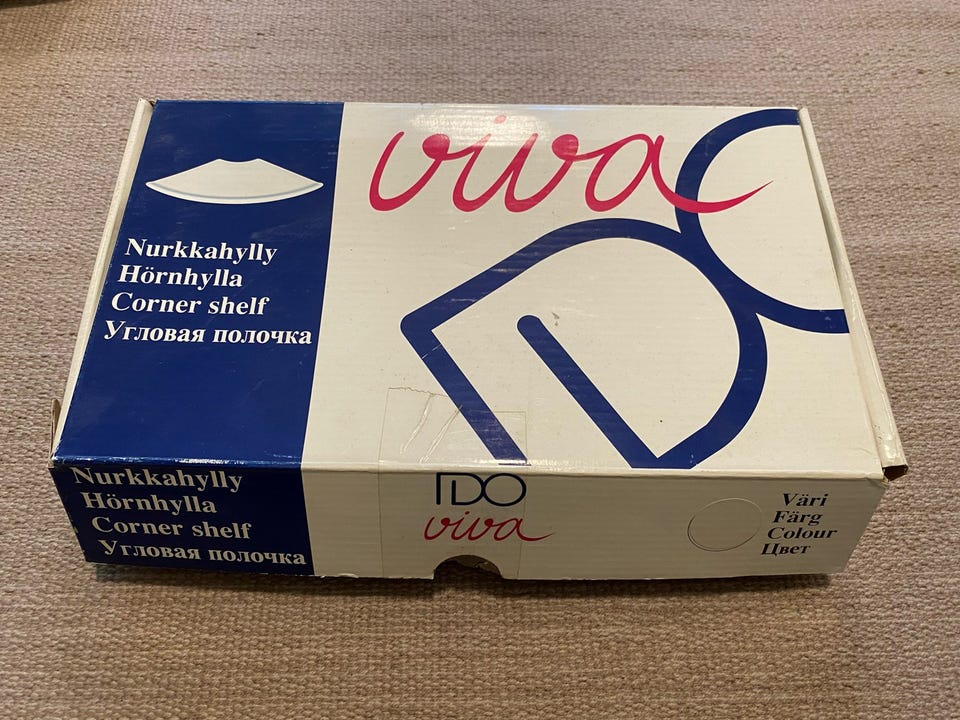 viva
Nurkkahylly
Hörnhylla
Corner shelf
Угловая полочка
IDO
Nurkkahylly
Hörnhylla
Corner shelf
Угловая полочка
IDO
viva
Väri
Färg
Colour
Цвет